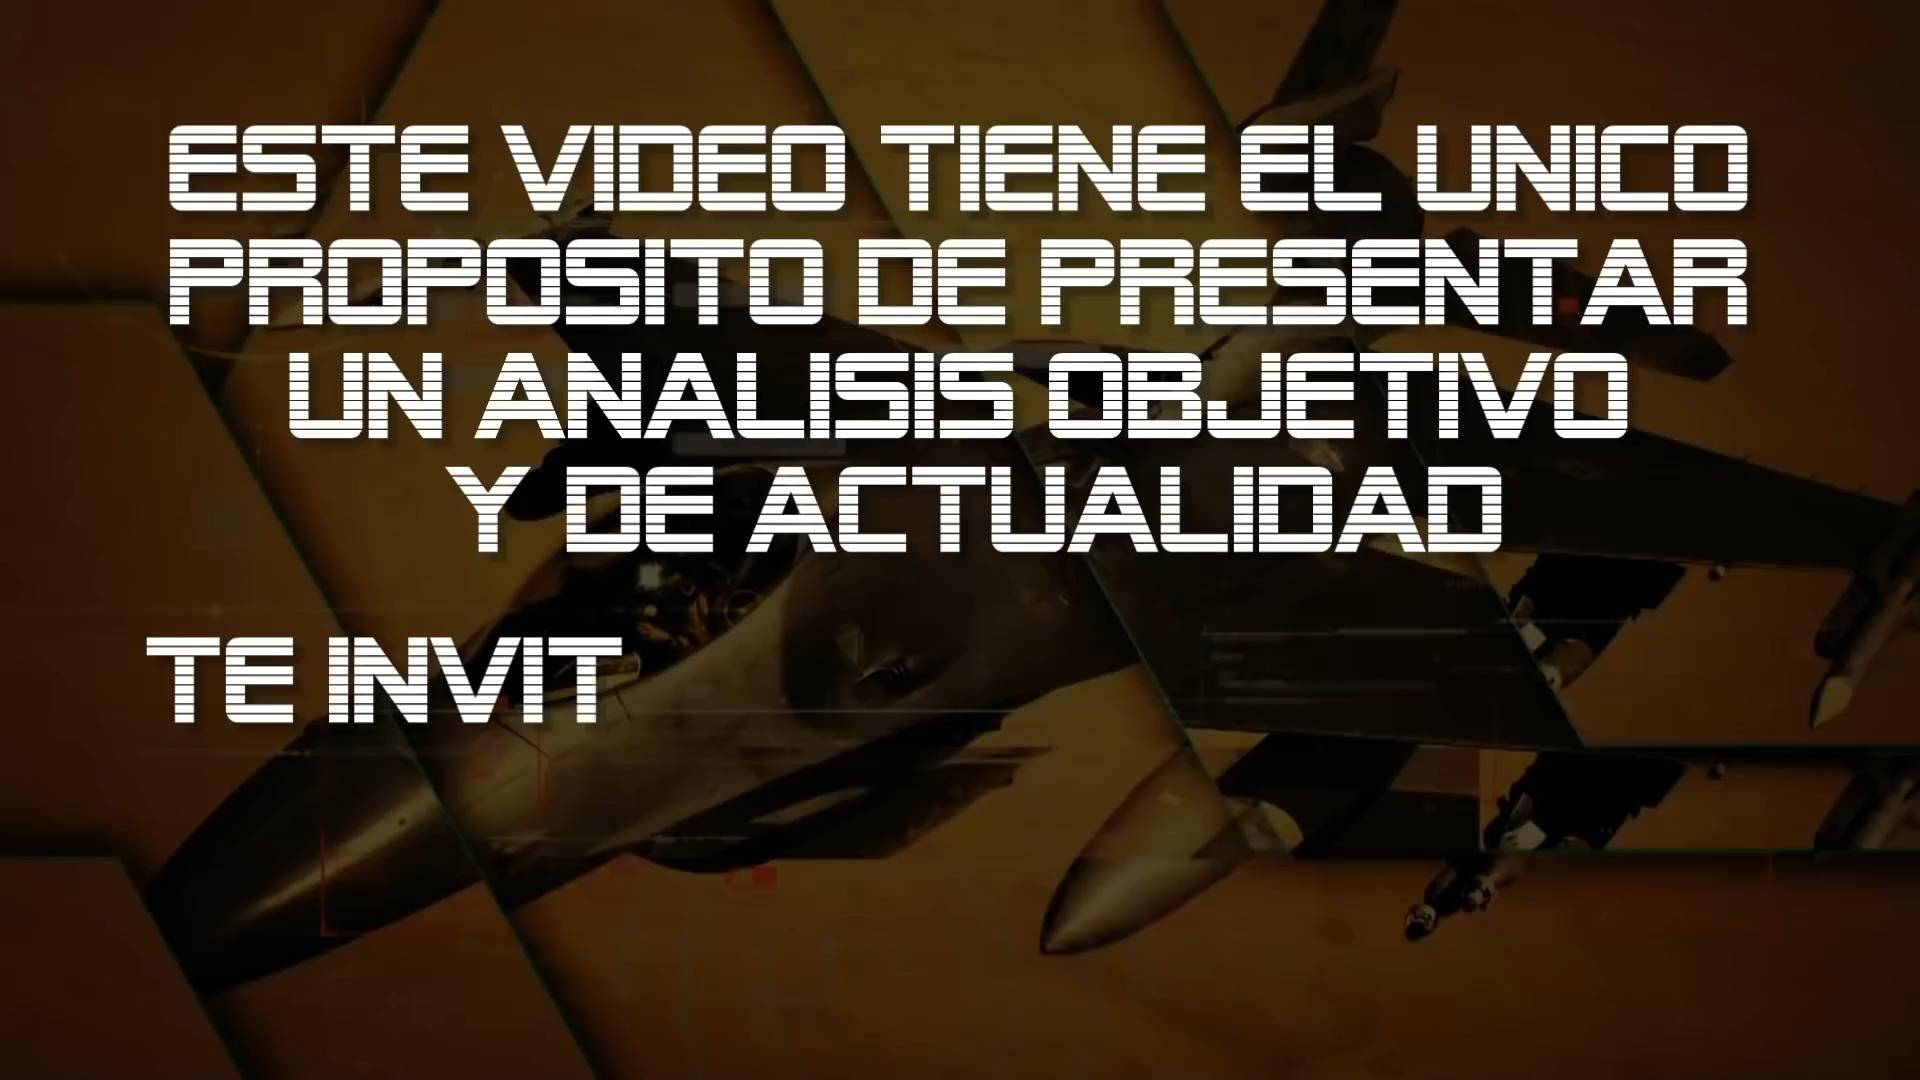 ESTE VIDEO TIENE EL UNICO
PROPOSITO DE PRESENTAR
UN ANALISIS OBJETIVO
Y DE ACTUALIDAD
TE INVIT